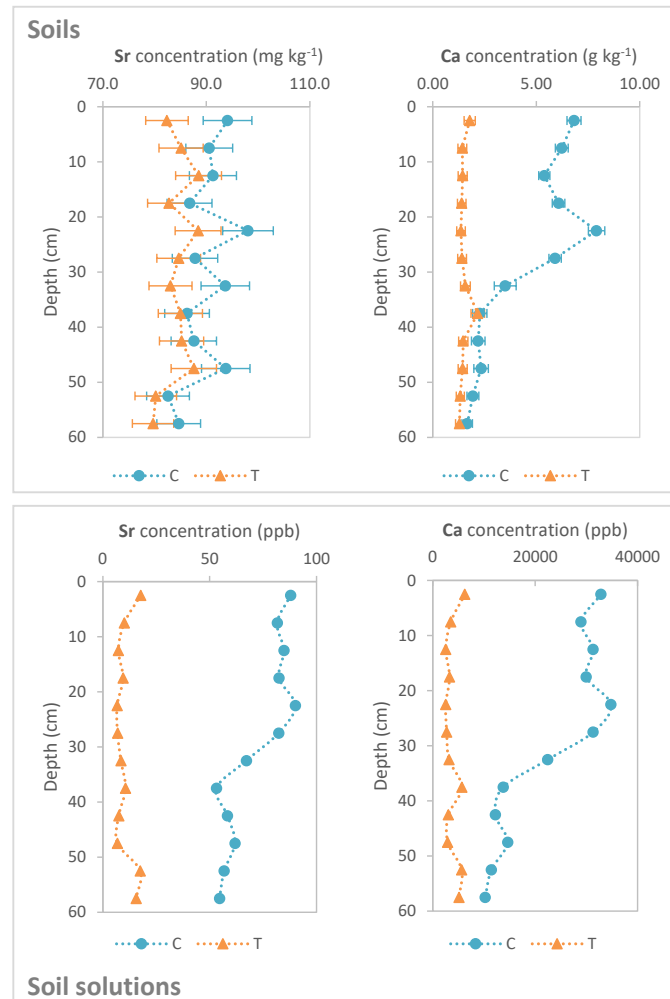 Soils
Sr concentration (mg kg⁻¹)
70.0 90.0 110.0
0
10
20
30
40
50
60
Depth (cm)
C T
Ca concentration (g kg⁻¹)
0.00 5.00 10.00
0
10
20
30
40
50
60
Depth (cm)
C T
Sr concentration (ppb)
0 50 100
0
10
20
30
40
50
60
Depth (cm)
C T
Ca concentration (ppb)
0 20000 40000
0
10
20
30
40
50
60
Depth (cm)
C T
Soil solutions